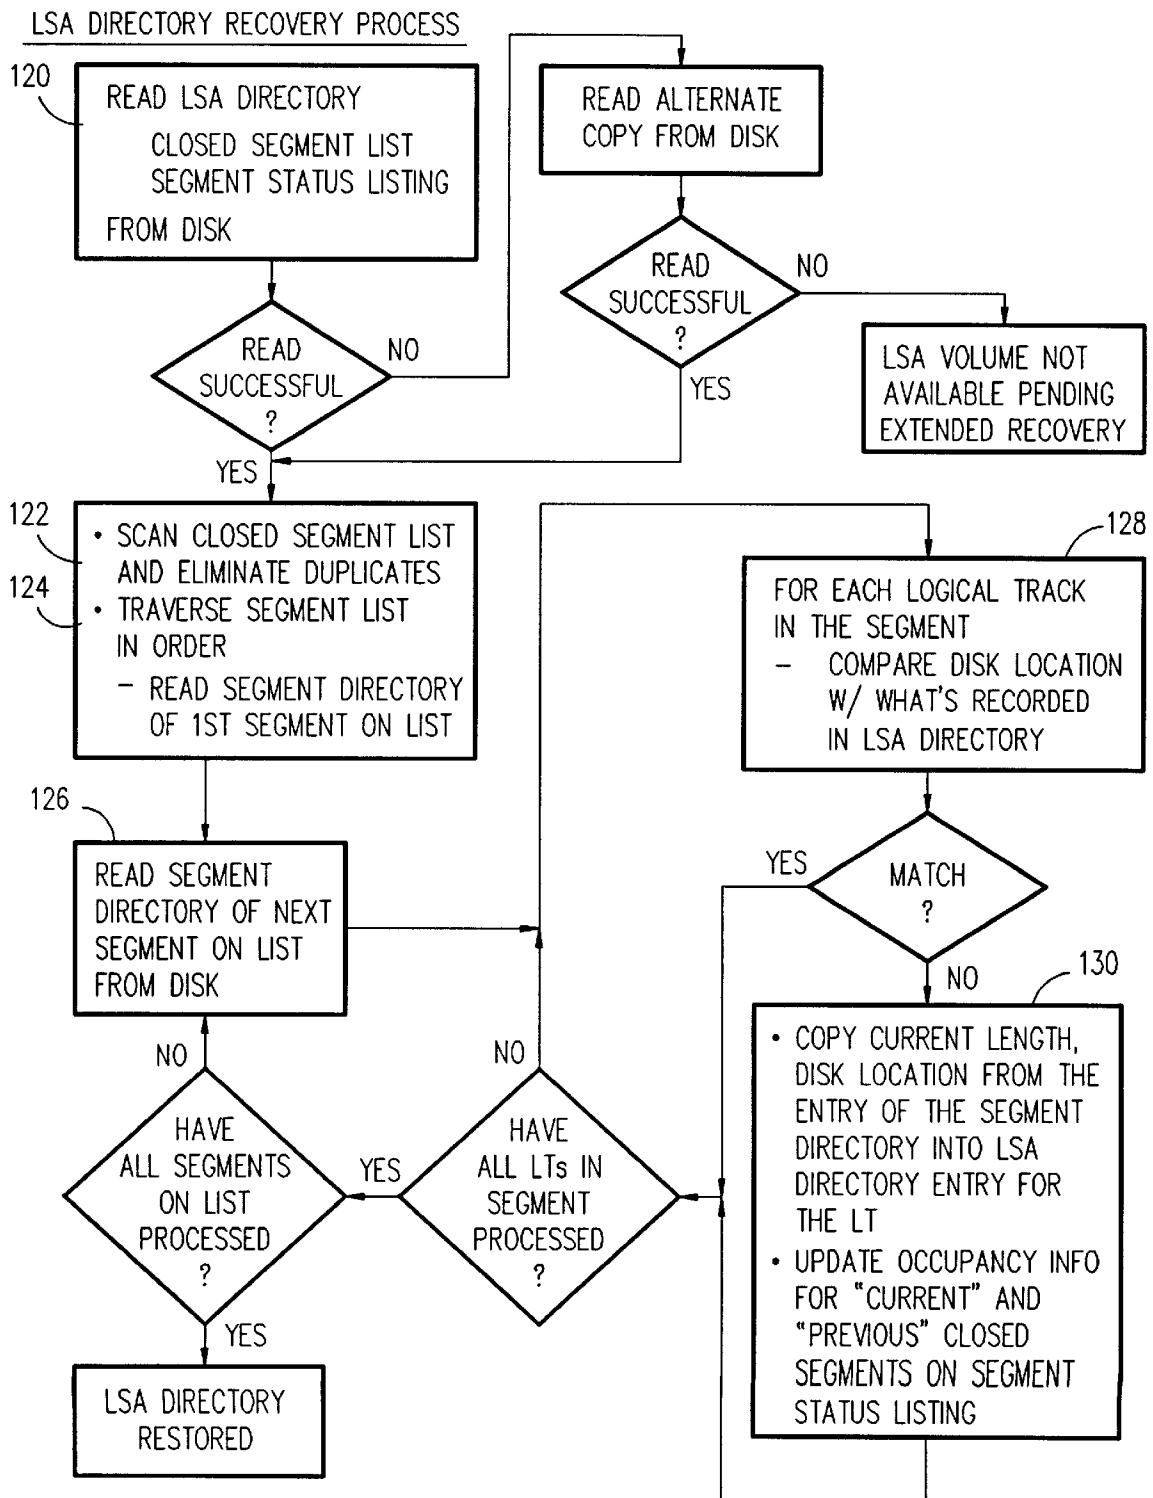 LSA DIRECTORY RECOVERY PROCESS
120
READ LSA DIRECTORY
CLOSED SEGMENT LIST
SEGMENT STATUS LISTING
FROM DISK
READ ALTERNATE
COPY FROM DISK
READ
SUCCESSFUL
?
NO
YES
READ
SUCCESSFUL
?
NO
YES
LSA VOLUME NOT
AVAILABLE PENDING
EXTENDED RECOVERY
122
124
• SCAN CLOSED SEGMENT LIST
AND ELIMINATE DUPLICATES
• TRAVERSE SEGMENT LIST
IN ORDER
– READ SEGMENT DIRECTORY
OF 1ST SEGMENT ON LIST
126
READ SEGMENT
DIRECTORY OF NEXT
SEGMENT ON LIST
FROM DISK
128
FOR EACH LOGICAL TRACK
IN THE SEGMENT
– COMPARE DISK LOCATION
W/ WHAT'S RECORDED
IN LSA DIRECTORY
YES
MATCH
?
NO
130
• COPY CURRENT LENGTH,
DISK LOCATION FROM THE
ENTRY OF THE SEGMENT
DIRECTORY INTO LSA
DIRECTORY ENTRY FOR
THE LT
• UPDATE OCCUPANCY INFO
FOR "CURRENT" AND
"PREVIOUS" CLOSED
SEGMENTS ON SEGMENT
STATUS LISTING
NO
HAVE
ALL LTs IN
SEGMENT
PROCESSED
?
YES
NO
HAVE
ALL SEGMENTS
ON LIST
PROCESSED
?
YES
LSA DIRECTORY
RESTORED